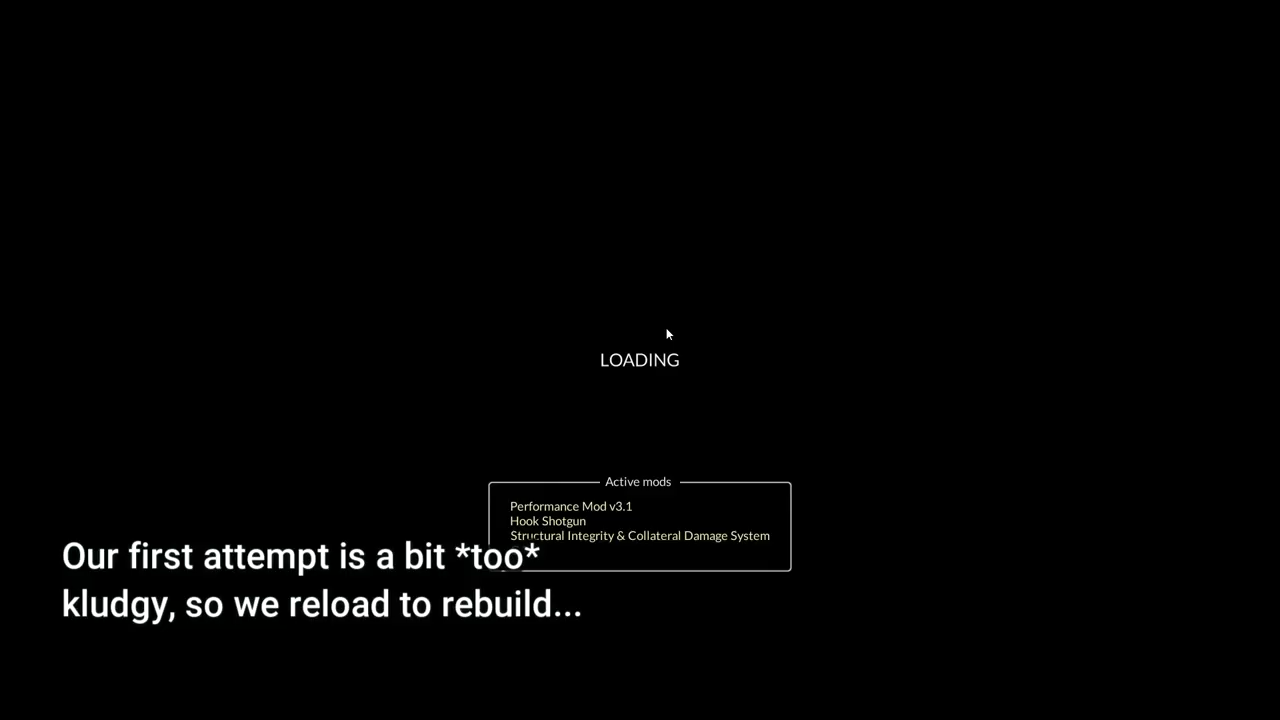 LOADING
Active mods
Performance Mod v3.1
Hook Shotgun
Structural Integrity & Collateral Damage System
Our first attempt is a bit *too*
kludgy, so we reload to rebuild...